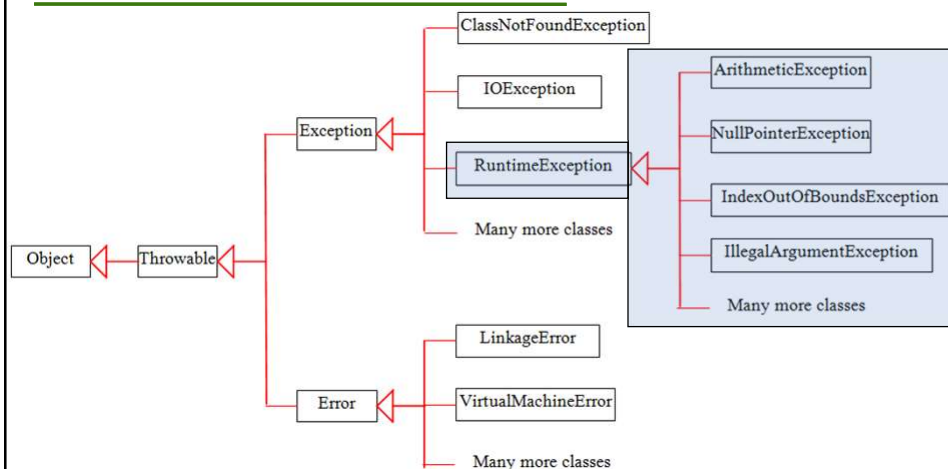 ClassNotFoundException
ArithmeticException
IOException
Exception
NullPointerException
RuntimeException
IndexOutOfBoundsException
Many more classes
Object
Throwable
IllegalArgumentException
Many more classes
LinkageError
Error
VirtualMachineError
Many more classes